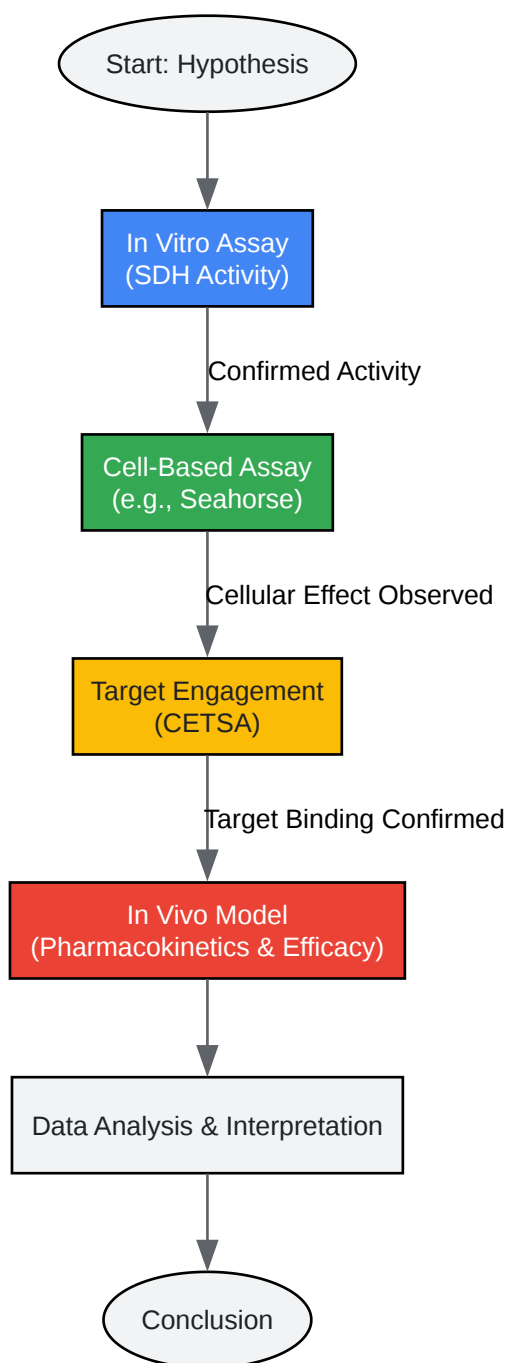 Start: Hypothesis
In Vitro Assay
(SDH Activity)
Confirmed Activity
Cell-Based Assay
(e.g., Seahorse)
Cellular Effect Observed
Target Engagement
(CETSA)
Target Binding Confirmed
In Vivo Model
(Pharmacokinetics & Efficacy)
Data Analysis & Interpretation
Conclusion